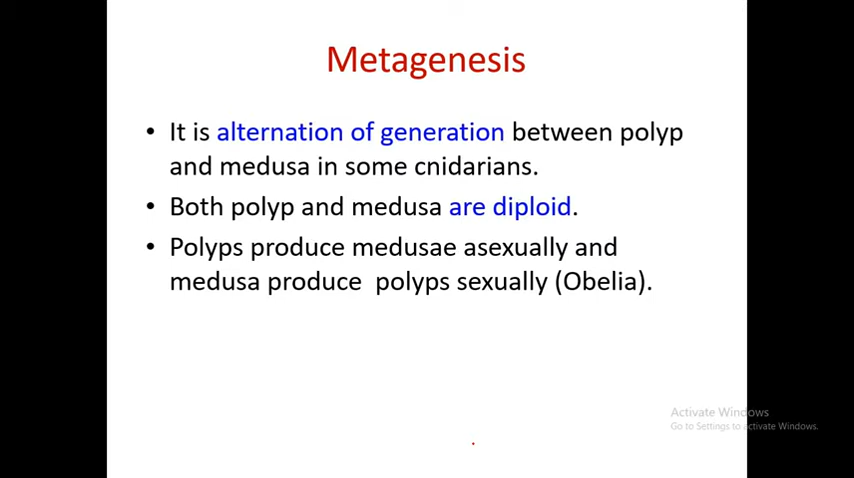 Metagenesis
• It is alternation of generation between polyp
and medusa in some cnidarians.
• Both polyp and medusa are diploid.
• Polyps produce medusae asexually and
medusa produce polyps sexually (Obelia).
Activate Windows
Go to Settings to activate Windows.